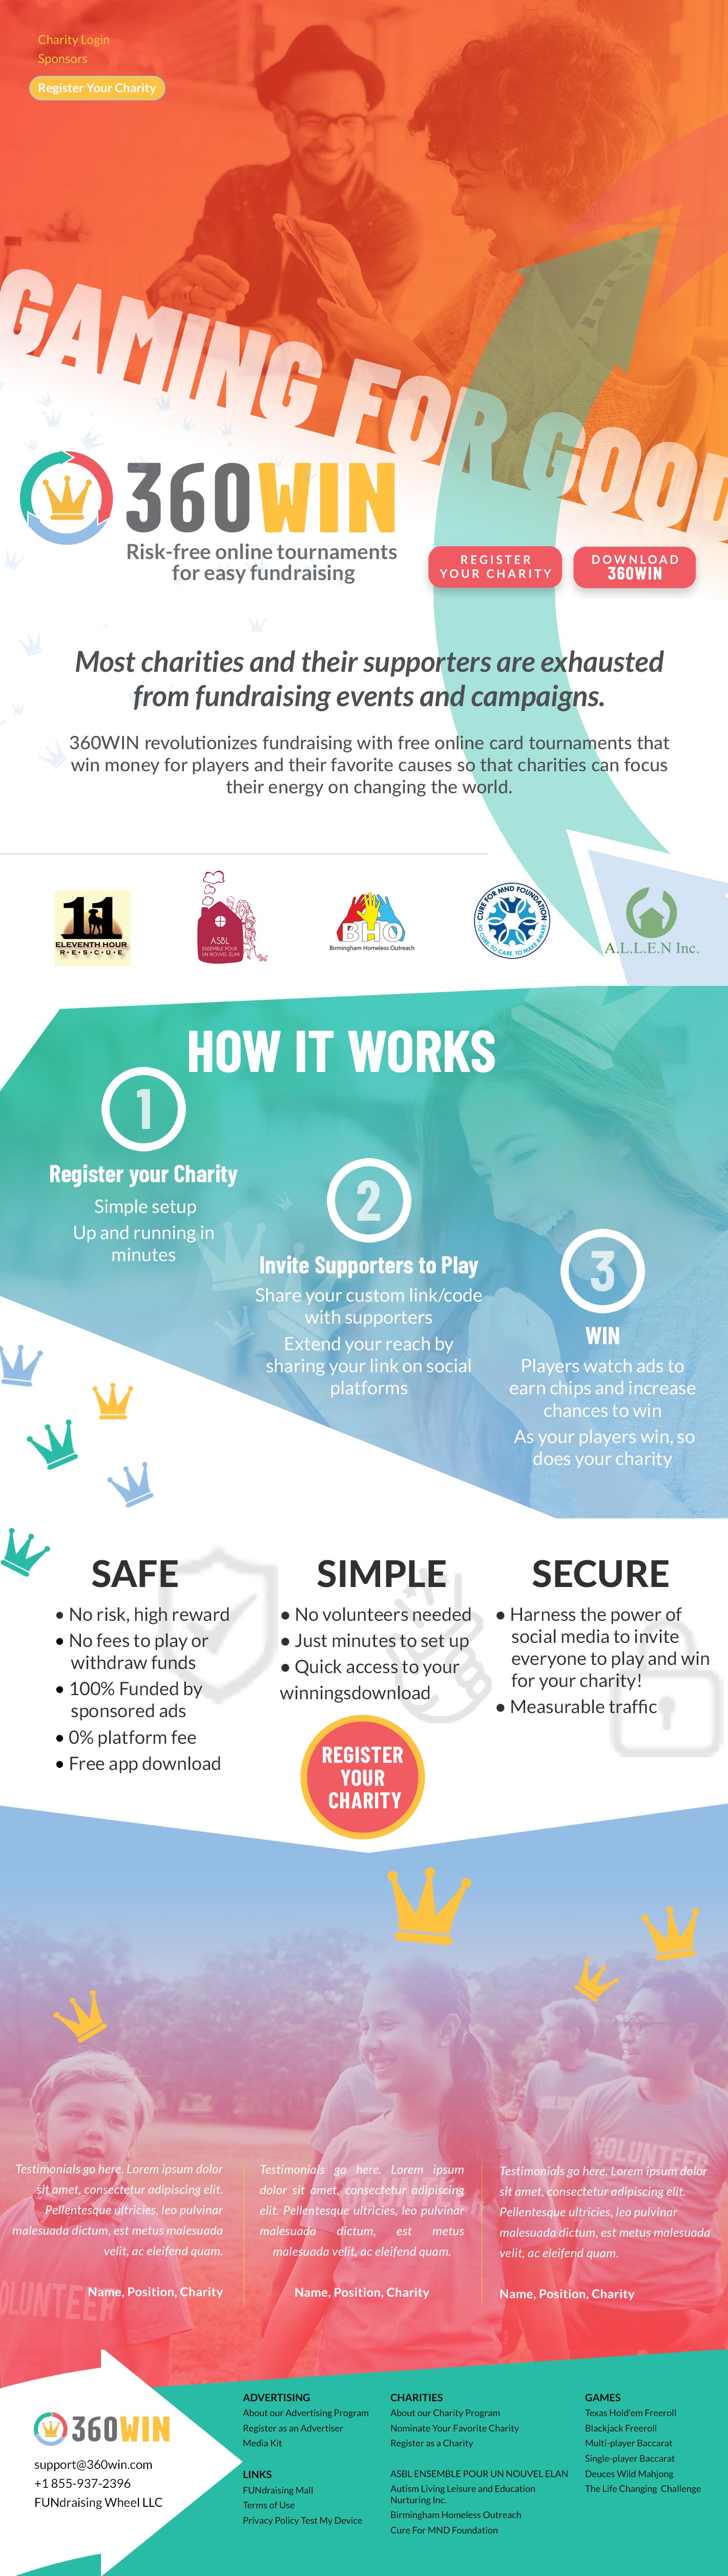 Charity Login
Sponsors
Register Your Charity
GAMING FOR GOOD
360WIN
Risk-free online tournaments
for easy fundraising
REGISTER
YOUR CHARITY
DOWNLOAD
360WIN
Most charities and their supporters are exhausted
from fundraising events and campaigns.
360WIN revolutionizes fundraising with free online card tournaments that
win money for players and their favorite causes so that charities can focus
their energy on changing the world.
11
ELEVENTH HOUR
R•E•S•C•U•E
ASBL
ENSEMBLE POUR
UN NOUVEL ELAN
BHO
Birmingham Homeless Outreach
CURE FOR MND FOUNDATION
TO CURE. TO CARE. TO MAKE AWARE.
A.L.L.E.N Inc.
HOW IT WORKS
1
Register your Charity
Simple setup
Up and running in
minutes
2
Invite Supporters to Play
Share your custom link/code
with supporters
Extend your reach by
sharing your link on social
platforms
3
WIN
Players watch ads to
earn chips and increase
chances to win
As your players win, so
does your charity
SAFE
• No risk, high reward
• No fees to play or
withdraw funds
• 100% Funded by
sponsored ads
• 0% platform fee
• Free app download
SIMPLE
• No volunteers needed
• Just minutes to set up
• Quick access to your
winningsdownload
SECURE
• Harness the power of
social media to invite
everyone to play and win
for your charity!
• Measurable traffic
REGISTER
YOUR
CHARITY
VOLUNTEER
Testimonials go here. Lorem ipsum dolor
sit amet, consectetur adipiscing elit.
Pellentesque ultricies, leo pulvinar
malesuada dictum, est metus malesuada
velit, ac eleifend quam.
Name, Position, Charity
OLUNTEER
Testimonials go here. Lorem ipsum
dolor sit amet, consectetur adipiscing
elit. Pellentesque ultricies, leo pulvinar
malesuada dictum, est metus
malesuada velit, ac eleifend quam.
Name, Position, Charity
Testimonials go here. Lorem ipsum dolor
sit amet, consectetur adipiscing elit.
Pellentesque ultricies, leo pulvinar
malesuada dictum, est metus malesuada
velit, ac eleifend quam.
Name, Position, Charity
360WIN
support@360win.com
+1 855-937-2396
FUNdraising Wheel LLC
ADVERTISING
About our Advertising Program
Register as an Advertiser
Media Kit
LINKS
FUNdraising Mall
Terms of Use
Privacy Policy Test My Device
CHARITIES
About our Charity Program
Nominate Your Favorite Charity
Register as a Charity
ASBL ENSEMBLE POUR UN NOUVEL ELAN
Autism Living Leisure and Education
Nurturing Inc.
Birmingham Homeless Outreach
Cure For MND Foundation
GAMES
Texas Hold'em Freeroll
Blackjack Freeroll
Multi-player Baccarat
Single-player Baccarat
Deuces Wild Mahjong
The Life Changing Challenge